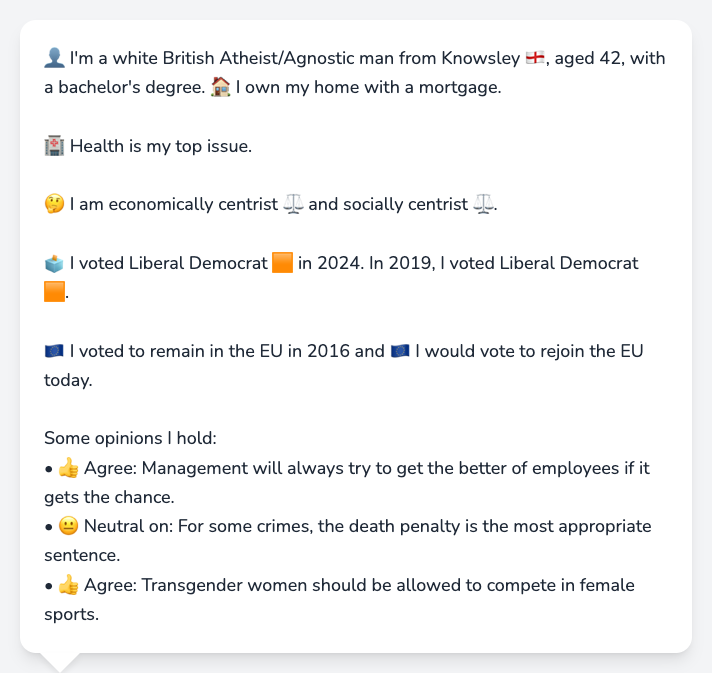 👤 I'm a white British Atheist/Agnostic man from Knowsley 🏴󠁧󠁢󠁥󠁮󠁧󠁿, aged 42, with
a bachelor's degree. 🏠 I own my home with a mortgage.
🏥 Health is my top issue.
🤔 I am economically centrist ⚖️ and socially centrist ⚖️.
🗳️ I voted Liberal Democrat 🟧 in 2024. In 2019, I voted Liberal Democrat
🟧.
🇪🇺 I voted to remain in the EU in 2016 and 🇪🇺 I would vote to rejoin the EU
today.
Some opinions I hold:
• 👍 Agree: Management will always try to get the better of employees if it
gets the chance.
• 😐 Neutral on: For some crimes, the death penalty is the most appropriate
sentence.
• 👍 Agree: Transgender women should be allowed to compete in female
sports.